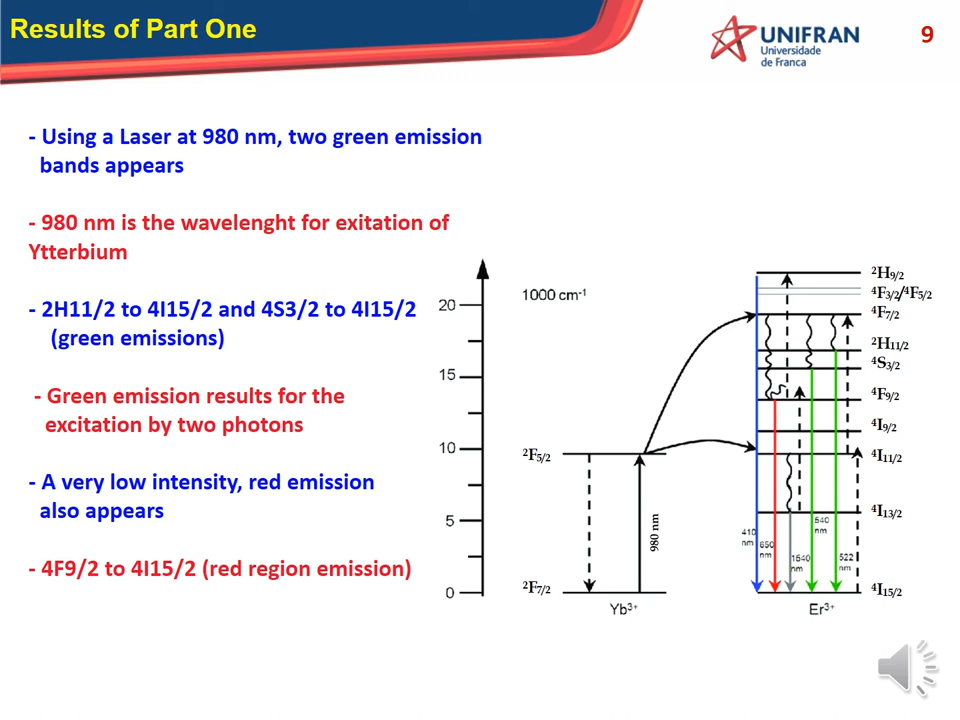 Results of Part One
UNIFRAN
Universidade
de Franca
9
- Using a Laser at 980 nm, two green emission
bands appears
- 980 nm is the wavelenght for exitation of
Ytterbium
- 2H11/2 to 4I15/2 and 4S3/2 to 4I15/2
(green emissions)
- Green emission results for the
excitation by two photons
- A very low intensity, red emission
also appears
- 4F9/2 to 4I15/2 (red region emission)
1000 cm⁻¹
20
15
10
5
0
²F₅/₂
²F₇/₂
980 nm
Yb³⁺
²H₉/₂
⁴F₃/₂/⁴F₅/₂
⁴F₇/₂
²H₁₁/₂
⁴S₃/₂
⁴F₉/₂
⁴I₉/₂
⁴I₁₁/₂
⁴I₁₃/₂
⁴I₁₅/₂
410
nm
650
nm
1540
nm
540
nm
522
nm
Er³⁺